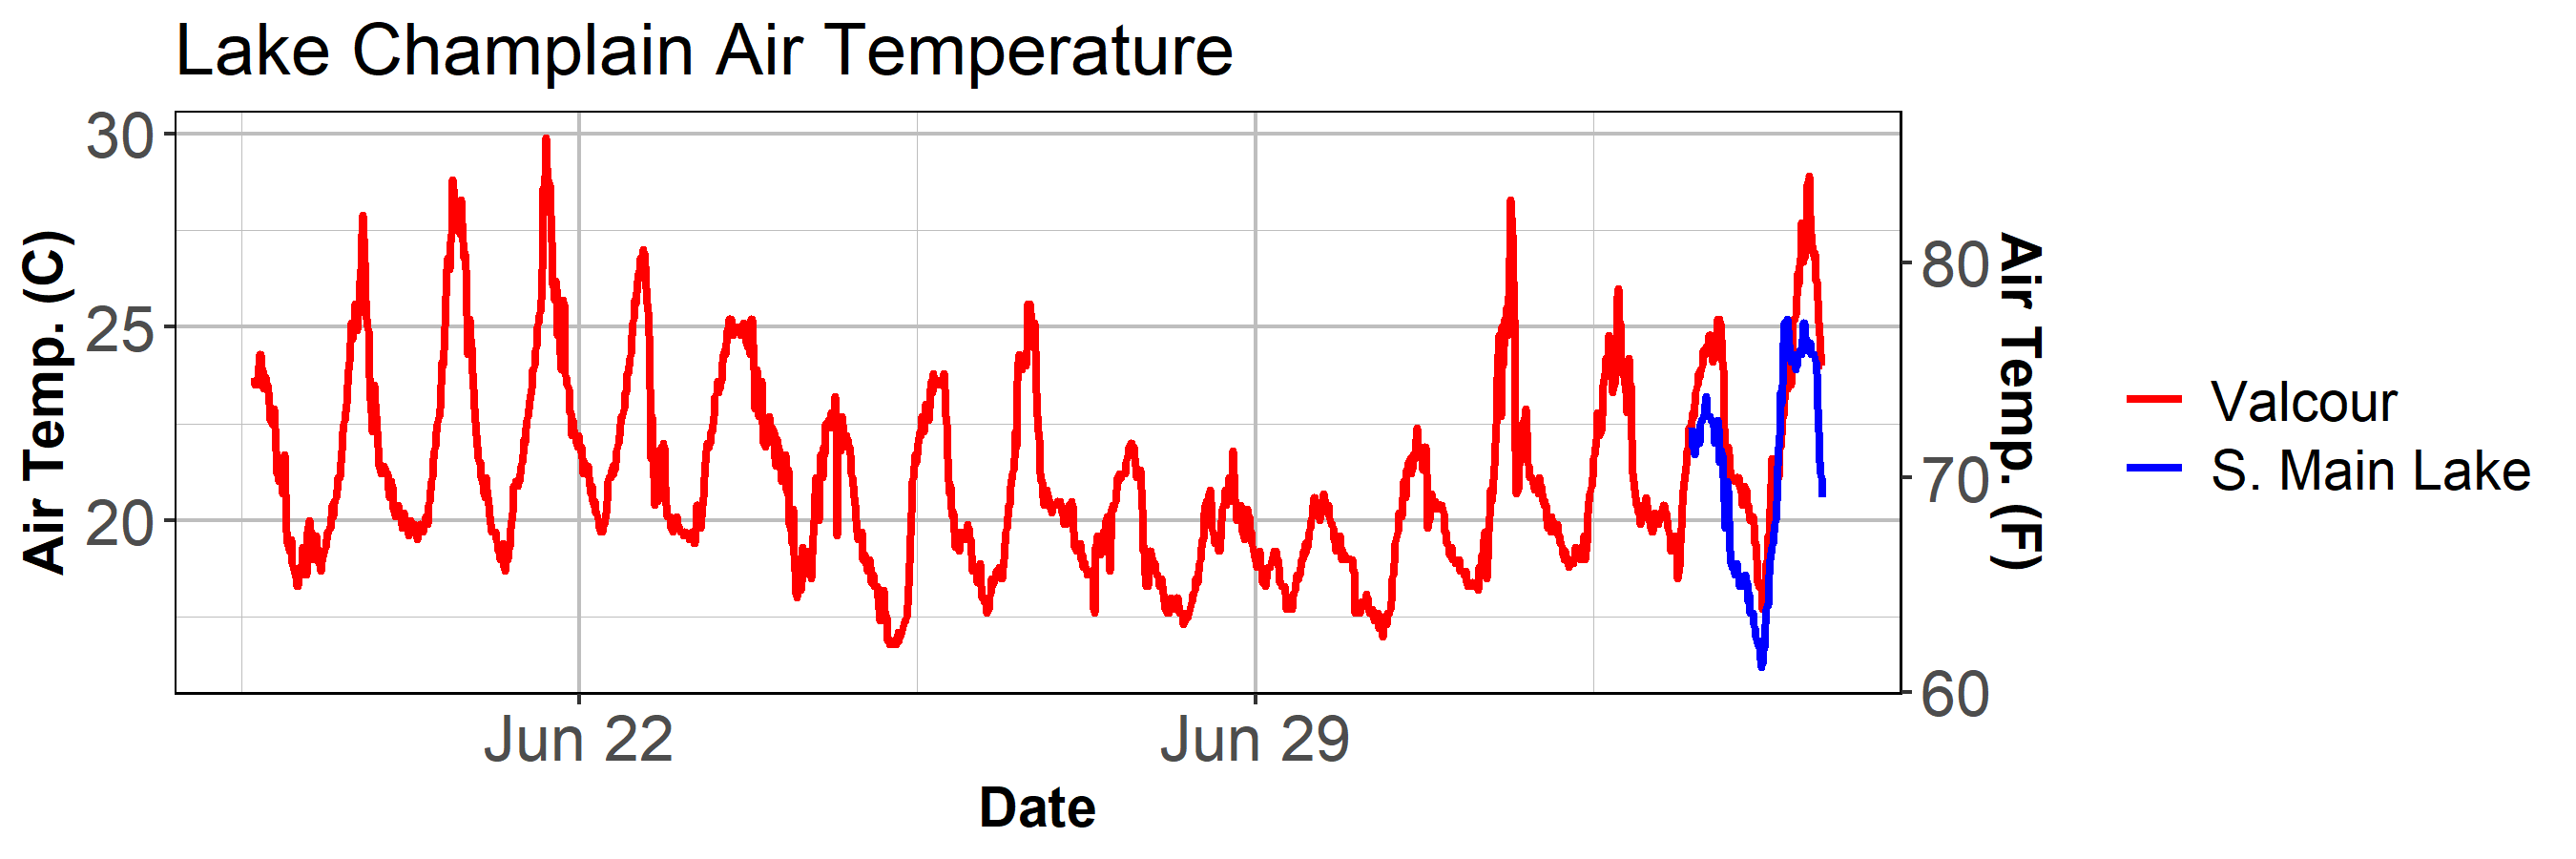 Lake Champlain Air Temperature
Air Temp. (C)
30
25
20
80
70
60
Air Temp. (F)
Jun 22
Jun 29
Date
Valcour
S. Main Lake